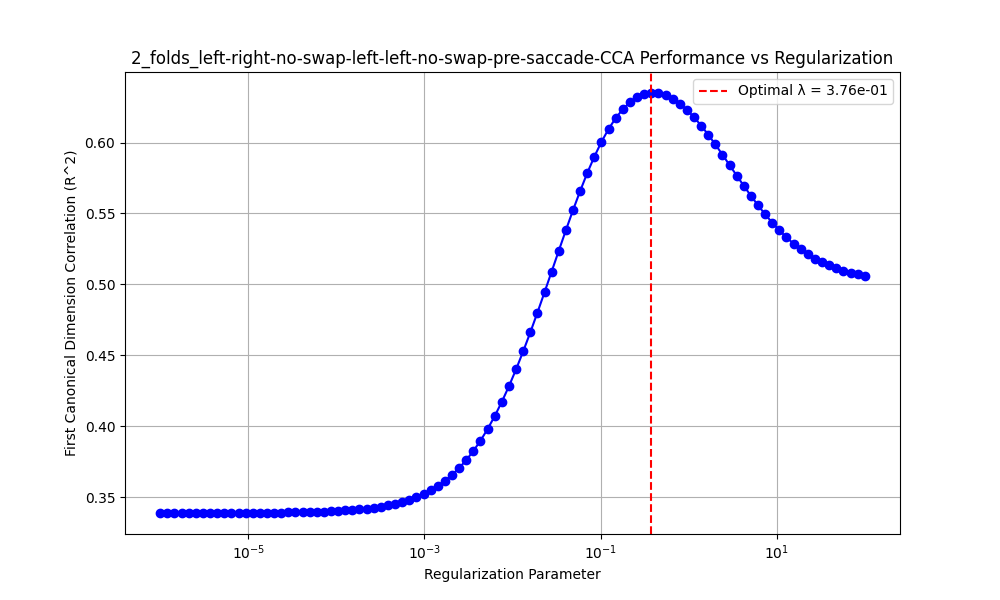 2_folds_left-right-no-swap-left-left-no-swap-pre-saccade-CCA Performance vs Regularization
Optimal λ = 3.76e-01
First Canonical Dimension Correlation (R^2)
0.60
0.55
0.50
0.45
0.40
0.35
10⁻⁵
10⁻³
10⁻¹
10¹
Regularization Parameter